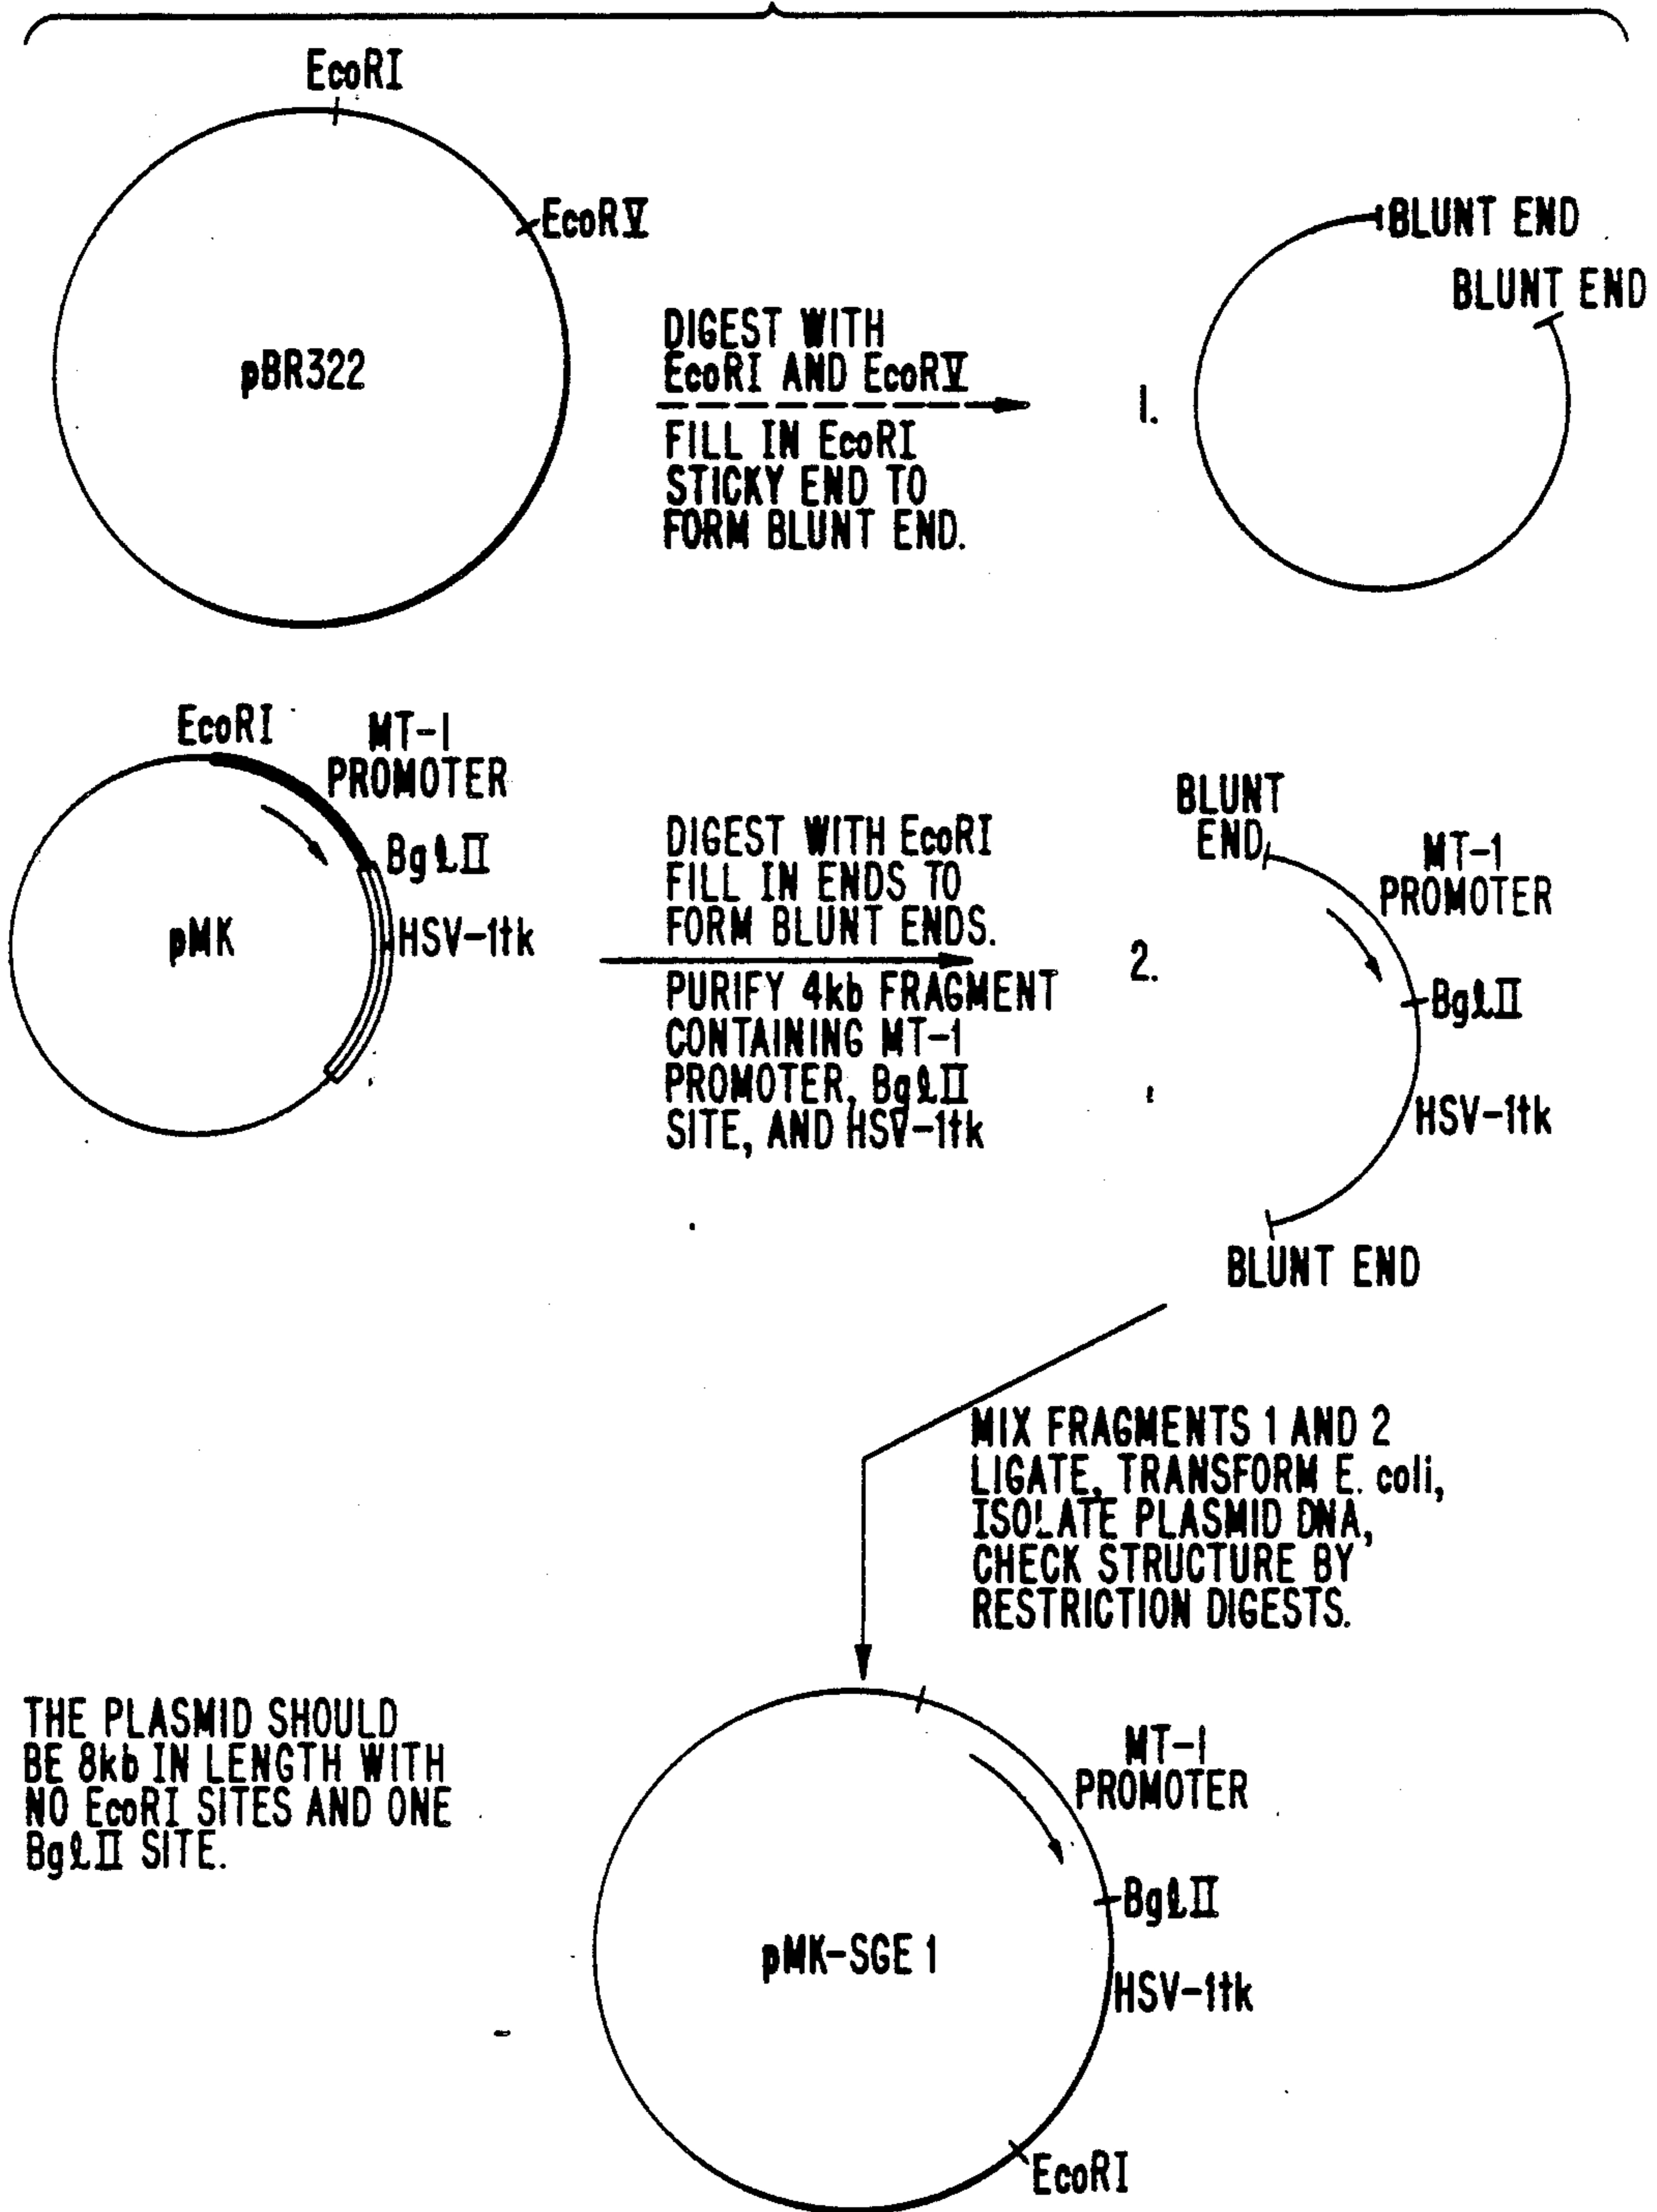 EcoRI
EcoRV
pBR322
DIGEST WITH
EcoRI AND EcoRV
FILL IN EcoRI
STICKY END TO
FORM BLUNT END.
1.
BLUNT END
BLUNT END
EcoRI
MT-1
PROMOTER
BglII
pMK
HSV-1tk
DIGEST WITH EcoRI
FILL IN ENDS TO
FORM BLUNT ENDS.
PURIFY 4kb FRAGMENT
CONTAINING MT-1
PROMOTER, BglII
SITE, AND HSV-1tk
2.
BLUNT
END
MT-1
PROMOTER
BglII
HSV-1tk
BLUNT END
MIX FRAGMENTS 1 AND 2
LIGATE, TRANSFORM E. coli,
ISOLATE PLASMID DNA,
CHECK STRUCTURE BY
RESTRICTION DIGESTS.
THE PLASMID SHOULD
BE 8kb IN LENGTH WITH
NO EcoRI SITES AND ONE
BglII SITE.
MT-1
PROMOTER
BglII
pMK-SGE 1
HSV-1tk
EcoRI